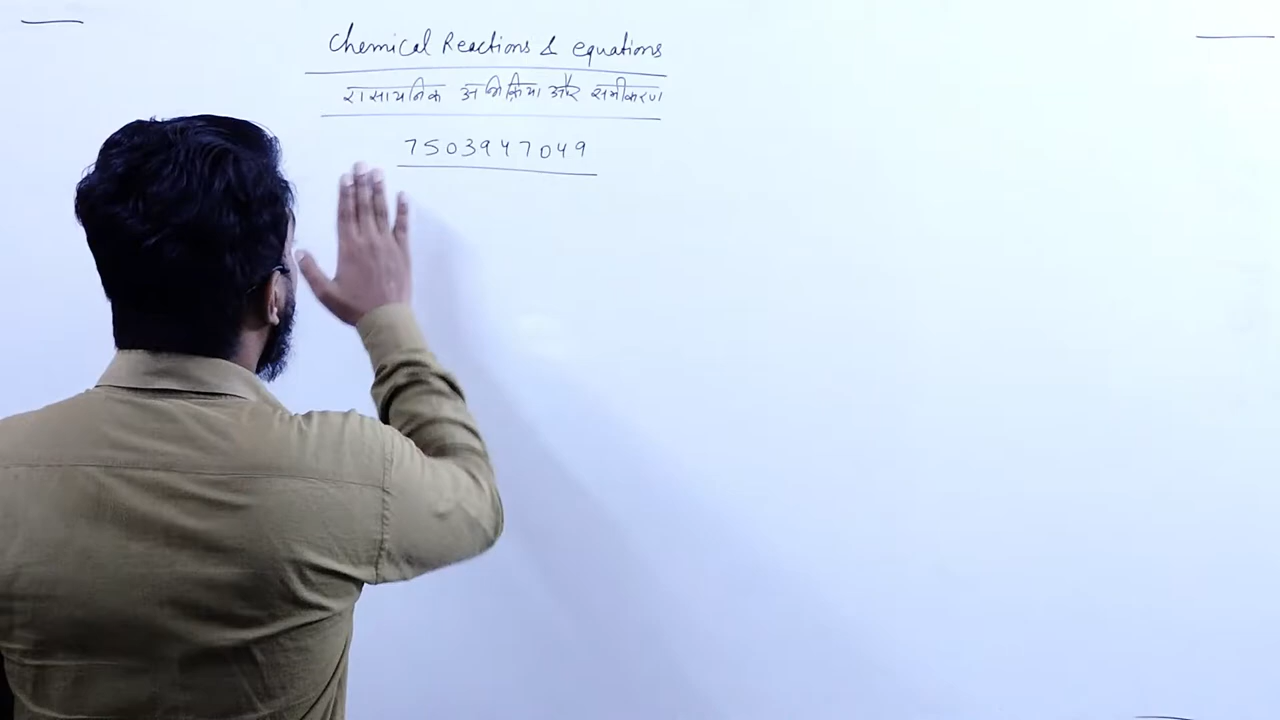 Chemical Reactions & equations
रासायनिक अभिक्रिया और समीकरण
7503947049